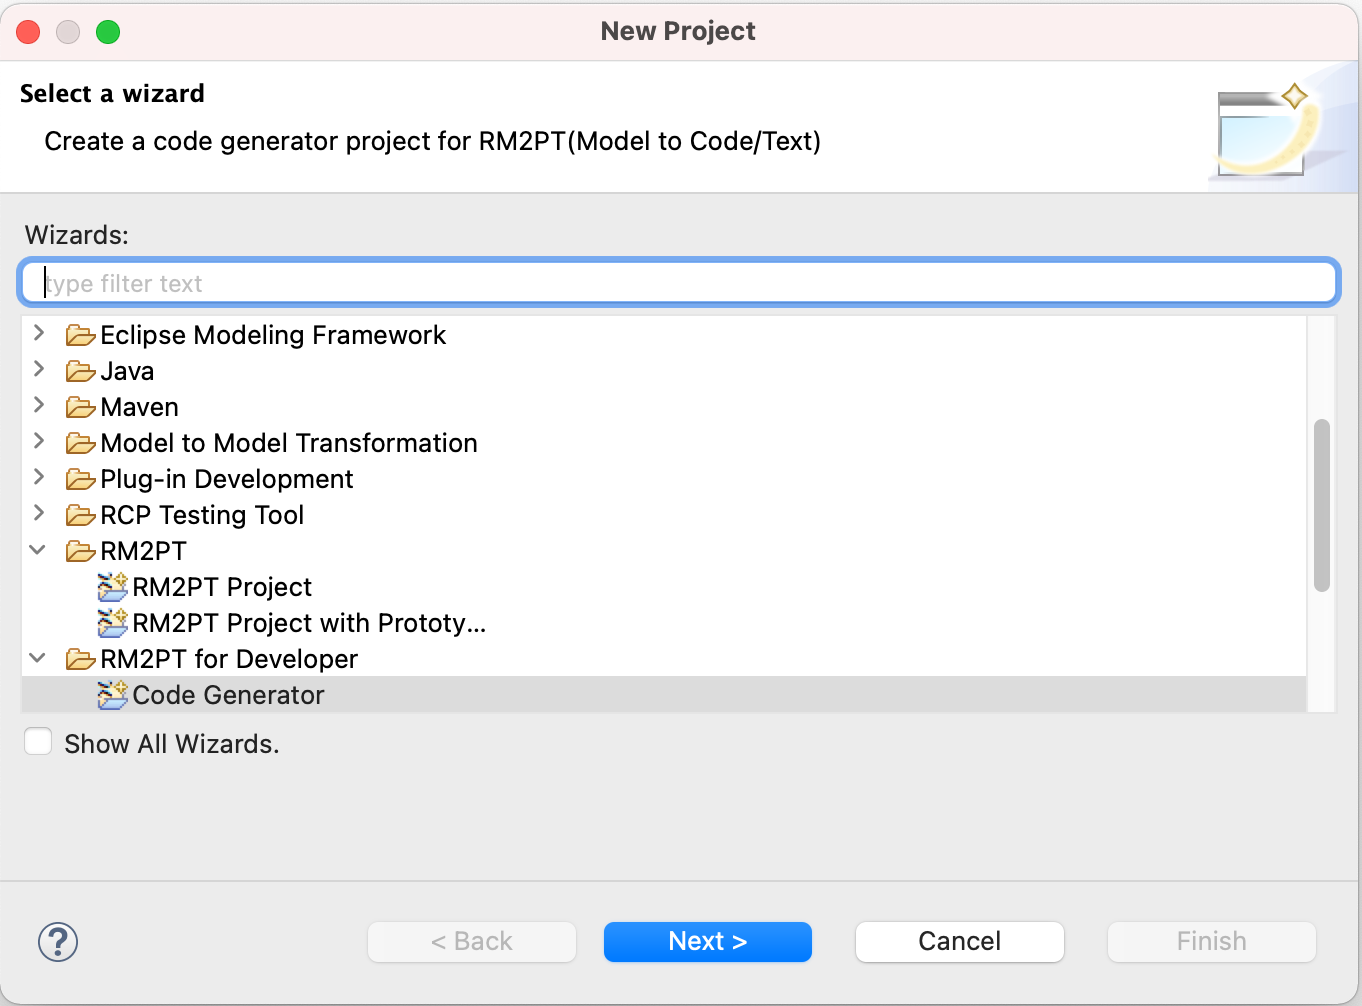 New Project
Select a wizard
Create a code generator project for RM2PT(Model to Code/Text)
Wizards:
type filter text
Eclipse Modeling Framework
Java
Maven
Model to Model Transformation
Plug-in Development
RCP Testing Tool
RM2PT
RM2PT Project
RM2PT Project with Prototy...
RM2PT for Developer
Code Generator
Show All Wizards.
? < Back Next > Cancel Finish